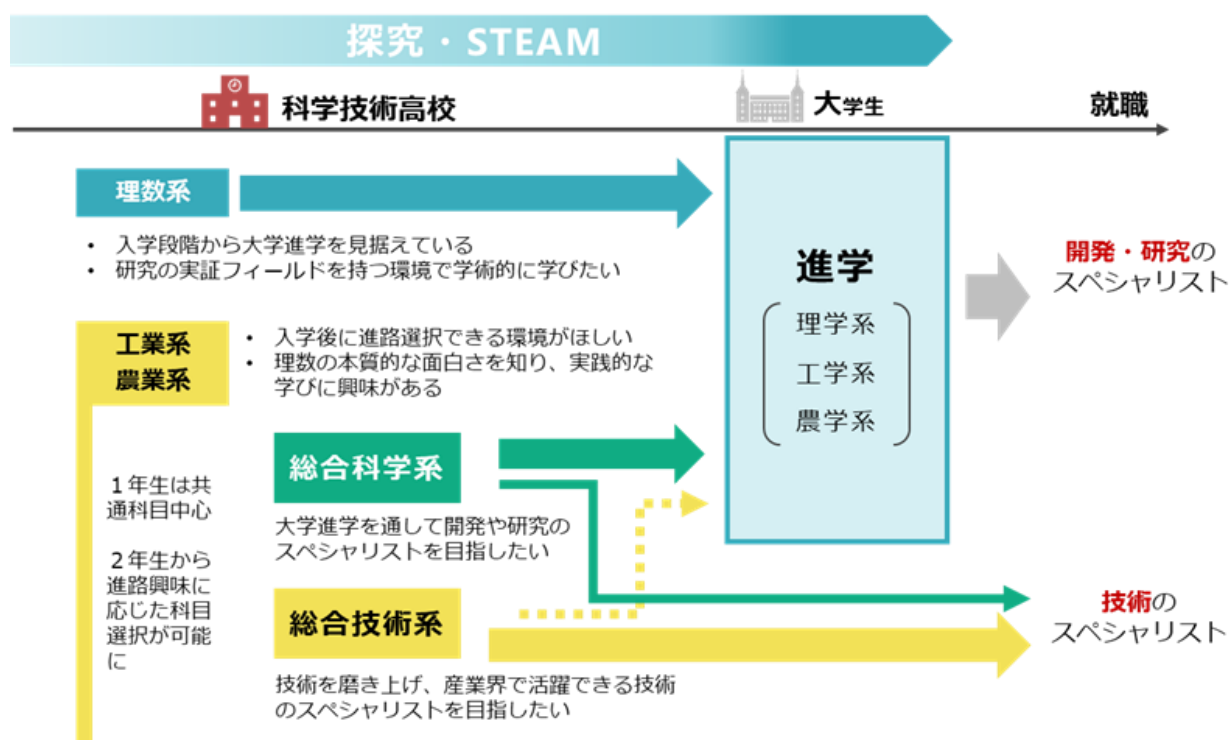 探究・STEAM
科学技術高校
大学生
就職
理数系
• 入学段階から大学進学を見据えている
• 研究の実証フィールドを持つ環境で学術的に学びたい
進学
理学系
工学系
農学系
開発・研究の
スペシャリスト
工業系
農業系
• 入学後に進路選択できる環境がほしい
• 理数の本質的な面白さを知り、実践的な
学びに興味がある
1年生は共
通科目中心
2年生から
進路興味に
応じた科目
選択が可能
に
総合科学系
大学進学を通して開発や研究の
スペシャリストを目指したい
総合技術系
技術を磨き上げ、産業界で活躍できる技術
のスペシャリストを目指したい
技術の
スペシャリスト